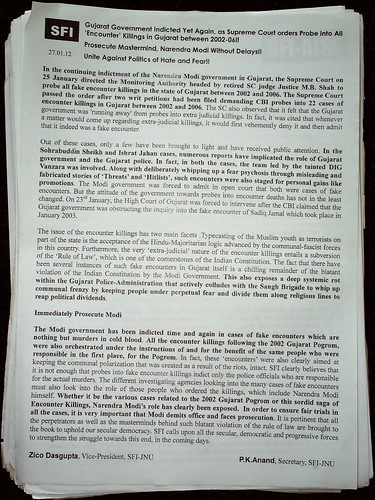 SFI
27.01.12
Gujarat Government Indicted Yet Again, as Supreme Court orders Probe into All
'Encounter' Killings in Gujarat between 2002-06!!
Prosecute Mastermind, Narendra Modi Without Delays!!
Unite Against Politics of Hate and Fear!!
In the continuing indictment of the Narendra Modi government in Gujarat, the Supreme Court on
25 January directed the Monitoring Authority headed by retired SC judge Justice M.B. Shah to
probe all fake encounter killings in the state of Gujarat between 2002 and 2006. The Supreme Court
passed the order after two writ petitions had been filed demanding CBI probes into 22 cases of
encounter killings in Gujarat between 2002 and 2006. The SC also observed that it felt that the Gujarat
government was 'running away' from probes into extra judicial killings. In fact, it was cited that whenever
a matter would come up regarding extra-judicial killings, it would first vehemently deny it and then admit
that it indeed was a fake encounter.
Out of these cases, only a few have been brought to light and have received public attention. In the
Sohrabuddin Sheikh and Ishrat Jahan cases, numerous reports have implicated the role of Gujarat
government and the Gujarat police. In fact, in both the cases, the team led by the tainted DIG
Vanzara was involved. Along with deliberately whipping up a fear psychosis through misleading and
fabricated stories of 'Threats' and 'Hitlists', such encounters were also staged for personal gains like
promotions. The Modi government was forced to admit in open court that both were cases of fake
encounters. But the attitude of the government towards probes into encounter deaths has not in the least
changed. On 23rd January, the High Court of Gujarat was forced to intervene after the CBI claimed that the
Gujarat government was obstructing the inquiry into the fake encounter of Sadiq Jamal which took place in
January 2003.
The issue of the encounter killings has two main facets .Typecasting of the Muslim youth as terrorists on
part of the state is the acceptance of the Hindu-Majoritarian logic advanced by the communal-fascist forces
in this country. Furthermore, the very 'extra-judicial' nature of the encounter killings entails a subversion
of the 'Rule of Law', which is one of the cornerstones of the Indian Constitution. The fact that there have
been several instances of such fake encounters in Gujarat itself is a chilling remainder of the blatant
violation of the Indian Constitution by the Modi Government. This also exposes a deep systemic rot
within the Gujarat Police-Administration that actively colludes with the Sangh Brigade to whip up
communal frenzy by keeping people under perpetual fear and divide them along religious lines to
reap political dividends.
Immediately Prosecute Modi
The Modi government has been indicted time and again in cases of fake encounters which are
nothing but murders in cold blood. All the encounter killings following the 2002 Gujarat Pogrom,
were also orchestrated under the instructions of and for the benefit of the same people who were
responsible in the first place, for the Pogrom. In fact, these 'encounters' were also clearly aimed at
keeping the communal polarization that was created as a result of the riots, intact. SFI clearly believes that
it is not enough that probes into fake encounter killings indict only the police officials who are responsible
for the actual murders. The different investigating agencies looking into the many cases of fake encounters
must also look into the role of those people who ordered the killings, which include Narendra Modi
himself. Whether it be the various cases related to the 2002 Gujarat Pogrom or this sordid saga of
Encounter Killings, Narendra Modi's role has clearly been exposed. In order to ensure fair trials in
all the cases, it is very important that Modi demits office and faces prosecution. It is pertinent that all
the perpetrators as well as the masterminds behind such blatant violation of the rule of law are brought to
the book to uphold our secular democracy. SFI calls upon all the secular, democratic and progressive forces
to strengthen the struggle towards this end, in the coming days.
Zico Dasgupta, Vice-President, SFI-JNU
P.K.Anand, Secretary, SFI-JNU